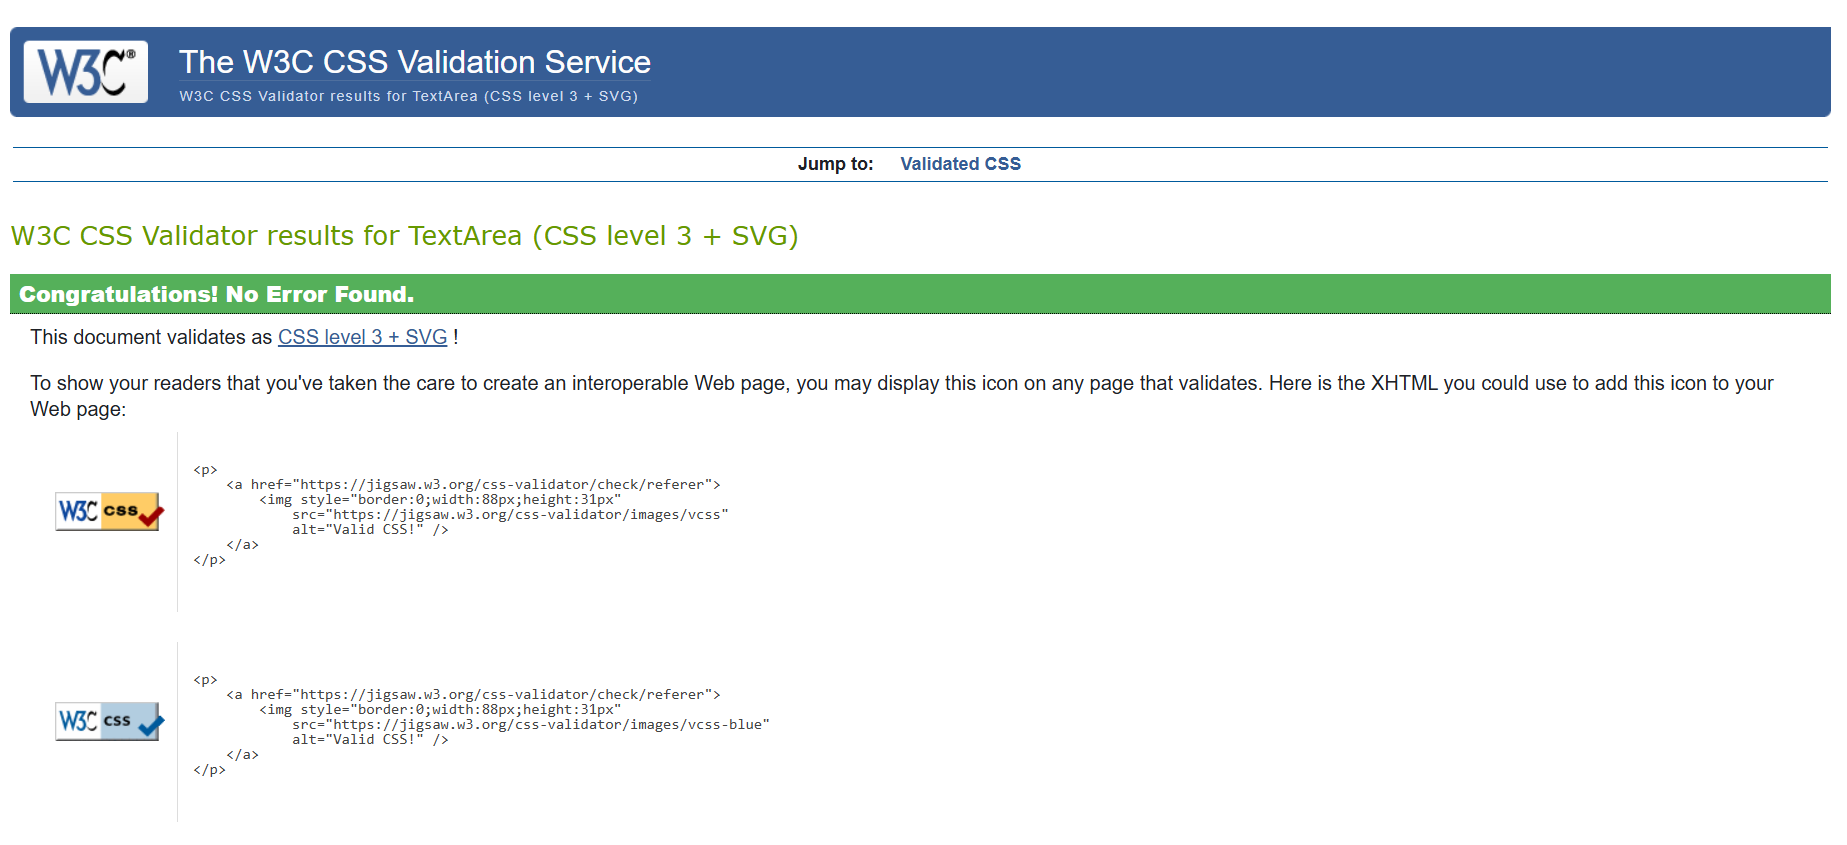 W3C®
The W3C CSS Validation Service
W3C CSS Validator results for TextArea (CSS level 3 + SVG)
Jump to: Validated CSS
W3C CSS Validator results for TextArea (CSS level 3 + SVG)
Congratulations! No Error Found.
This document validates as CSS level 3 + SVG !
To show your readers that you've taken the care to create an interoperable Web page, you may display this icon on any page that validates. Here is the XHTML you could use to add this icon to your
Web page:
W3C css
<p>
    <a href="https://jigsaw.w3.org/css-validator/check/referer">
        <img style="border:0;width:88px;height:31px"
            src="https://jigsaw.w3.org/css-validator/images/vcss"
            alt="Valid CSS!" />
    </a>
</p>
W3C css
<p>
    <a href="https://jigsaw.w3.org/css-validator/check/referer">
        <img style="border:0;width:88px;height:31px"
            src="https://jigsaw.w3.org/css-validator/images/vcss-blue"
            alt="Valid CSS!" />
    </a>
</p>